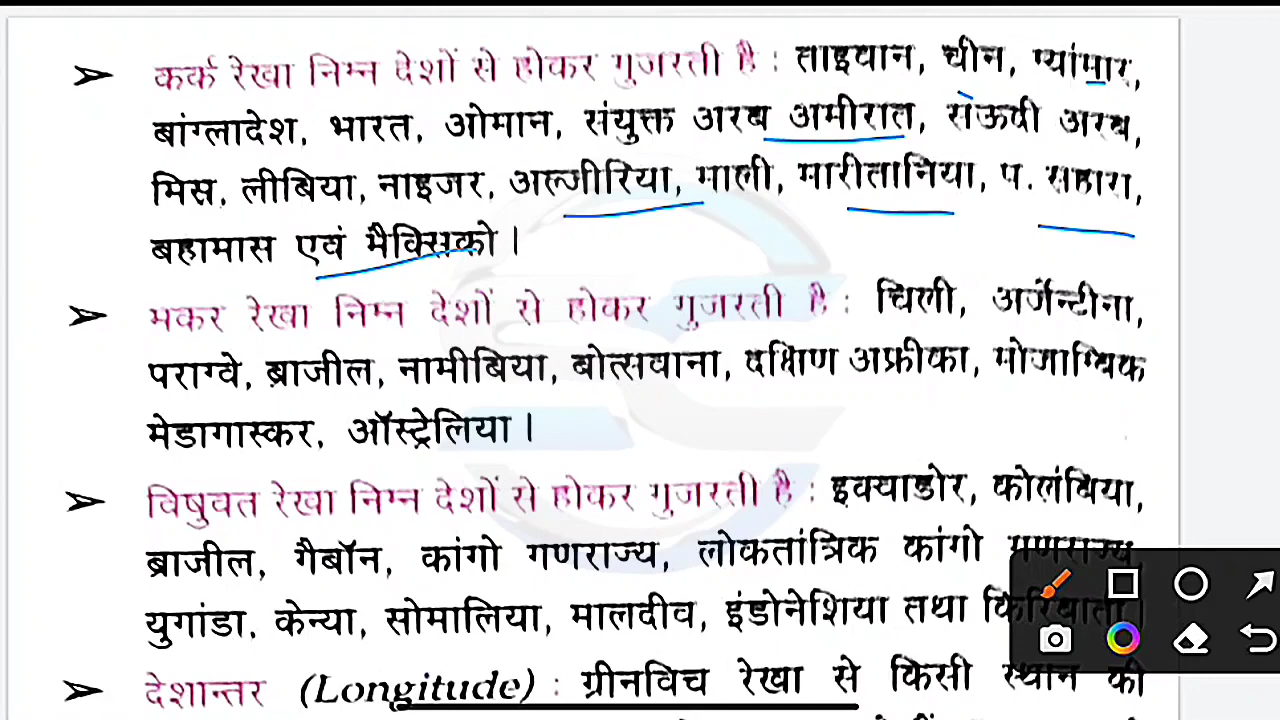 ➤ कर्क रेखा निम्न देशों से होकर गुजरती है : ताइवान, चीन, म्यांमार,
बांग्लादेश, भारत, ओमान, संयुक्त अरब अमीरात, संऊदी अरब,
मिस्र, लीबिया, नाइजर, अल्जीरिया, माली, मारीतानिया, प. सहारा,
बहामास एवं मैक्सिको।
➤ मकर रेखा निम्न देशों से होकर गुजरती है : चिली, अर्जेन्टीना,
पराग्वे, ब्राजील, नामीबिया, बोत्सवाना, दक्षिण अफ्रीका, मोजाम्बिक
मेडागास्कर, ऑस्ट्रेलिया।
➤ विषुवत रेखा निम्न देशों से होकर गुजरती है : इक्वाडोर, कोलंबिया,
ब्राजील, गैबॉन, कांगो गणराज्य, लोकतांत्रिक कांगो गणराज्य
युगांडा, केन्या, सोमालिया, मालदीव, इंडोनेशिया तथा किरिबाती।
➤ देशान्तर (Longitude) : ग्रीनविच रेखा से किसी स्थान की